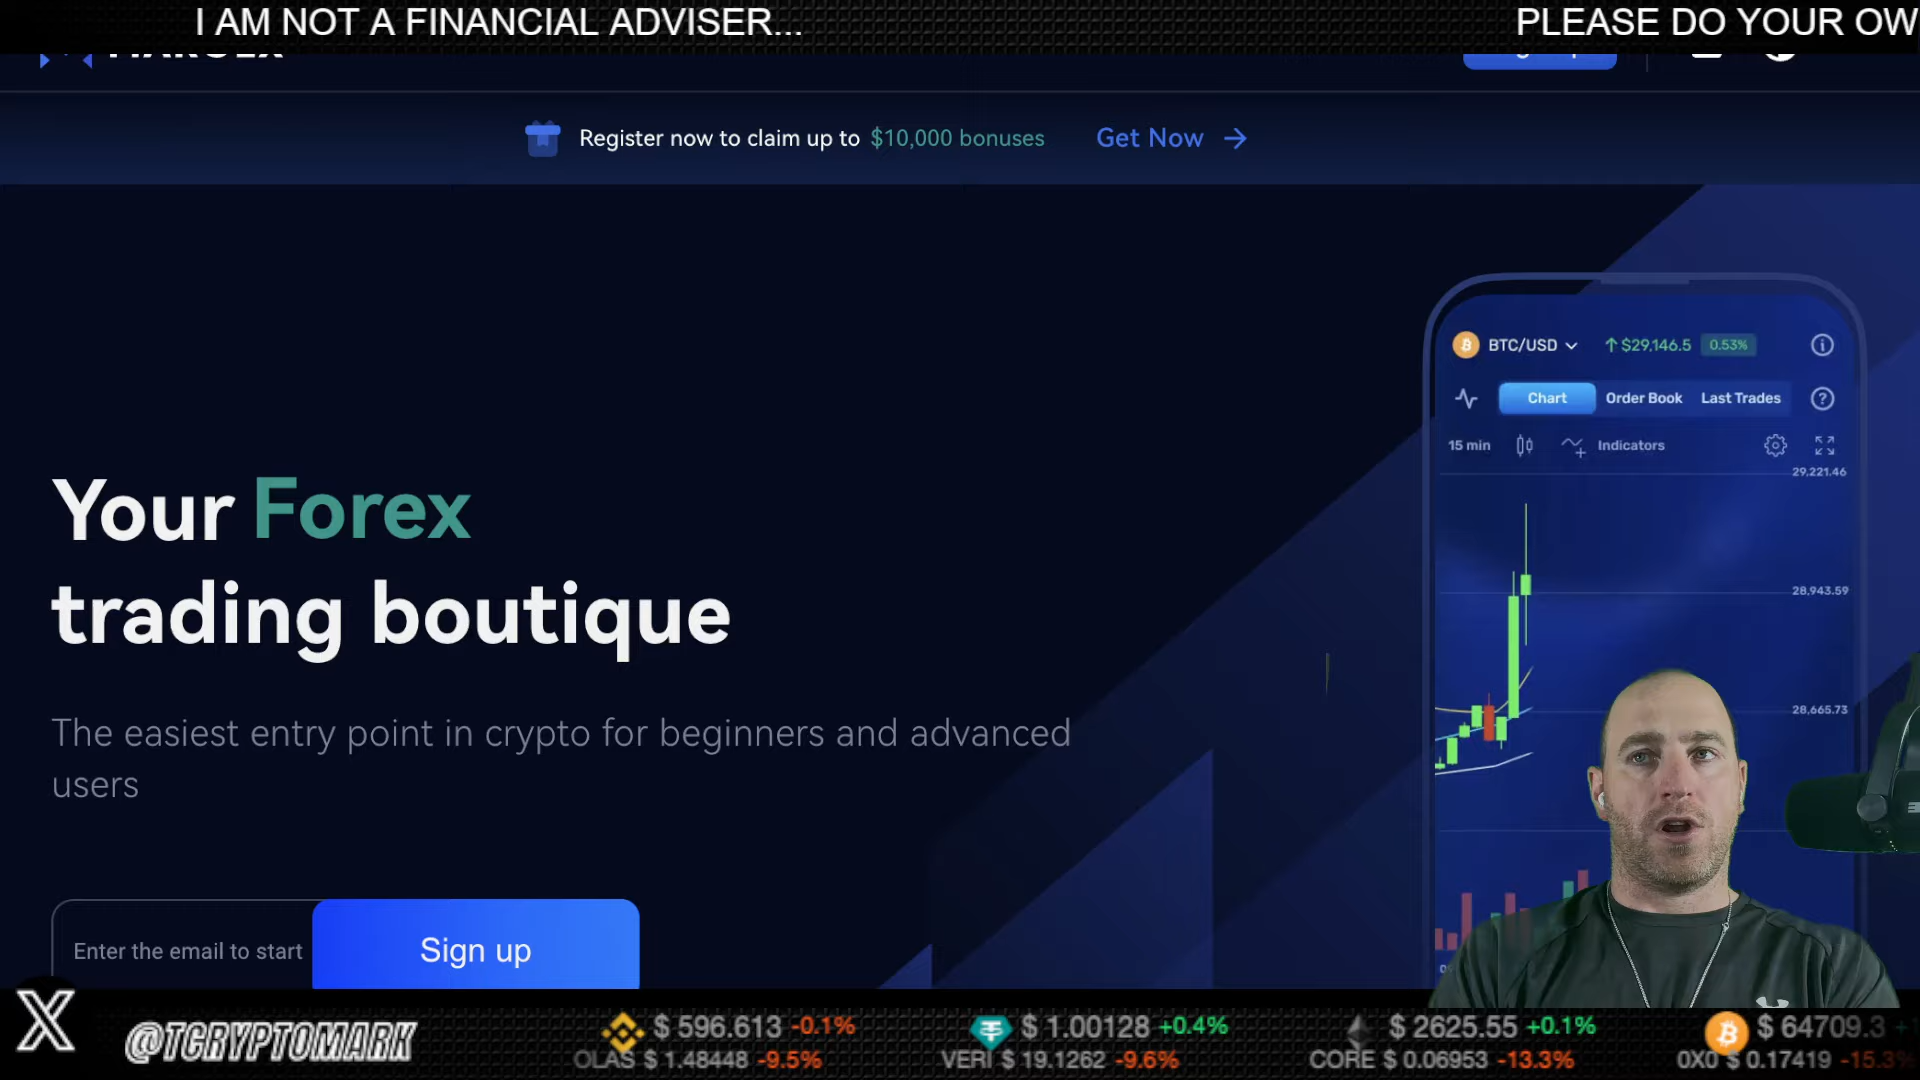 I AM NOT A FINANCIAL ADVISER...
PLEASE DO YOUR OW
Register now to claim up to $10,000 bonuses
Get Now
BTC/USD
$29,146.5
0.53%
Chart
Order Book
Last Trades
15 min
Indicators
29,221.46
28,943.59
28,665.73
Your Forex
trading boutique
The easiest entry point in crypto for beginners and advanced
users
Enter the email to start
Sign up
X
@TCRYPTOMARK
$ 596.613 -0.1%
$ 1.00128 +0.4%
$ 2625.55 +0.1%
$ 64709.3
OLAS $ 1.48448 -9.5%
VERI $ 19.1262 -9.6%
CORE $ 0.06953 -13.3%
0X0 $ 0.17419 -15.3%